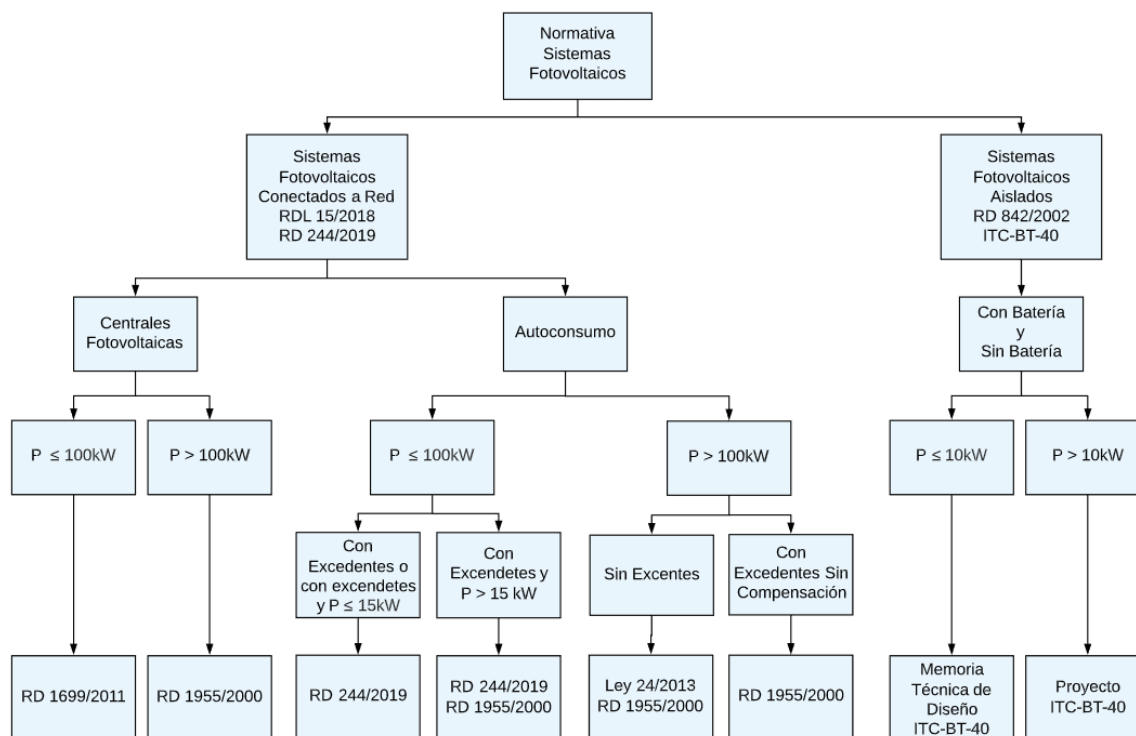 Normativa
Sistemas
Fotovoltaicos
Sistemas
Fotovoltaicos
Conectados a Red
RDL 15/2018
RD 244/2019
Sistemas
Fotovoltaicos
Aislados
RD 842/2002
ITC-BT-40
Centrales
Fotovoltaicas
Autoconsumo
Con Batería
y
Sin Batería
P ≤ 100kW
P > 100kW
P ≤ 100kW
P > 100kW
P ≤ 10kW
P > 10kW
Con
Excedentes o
con excendetes
y P ≤ 15kW
Con
Excendetes y
P > 15 kW
Sin Excentes
Con
Excedentes Sin
Compensación
RD 1699/2011
RD 1955/2000
RD 244/2019
RD 244/2019
RD 1955/2000
Ley 24/2013
RD 1955/2000
RD 1955/2000
Memoria
Técnica de
Diseño
ITC-BT-40
Proyecto
ITC-BT-40